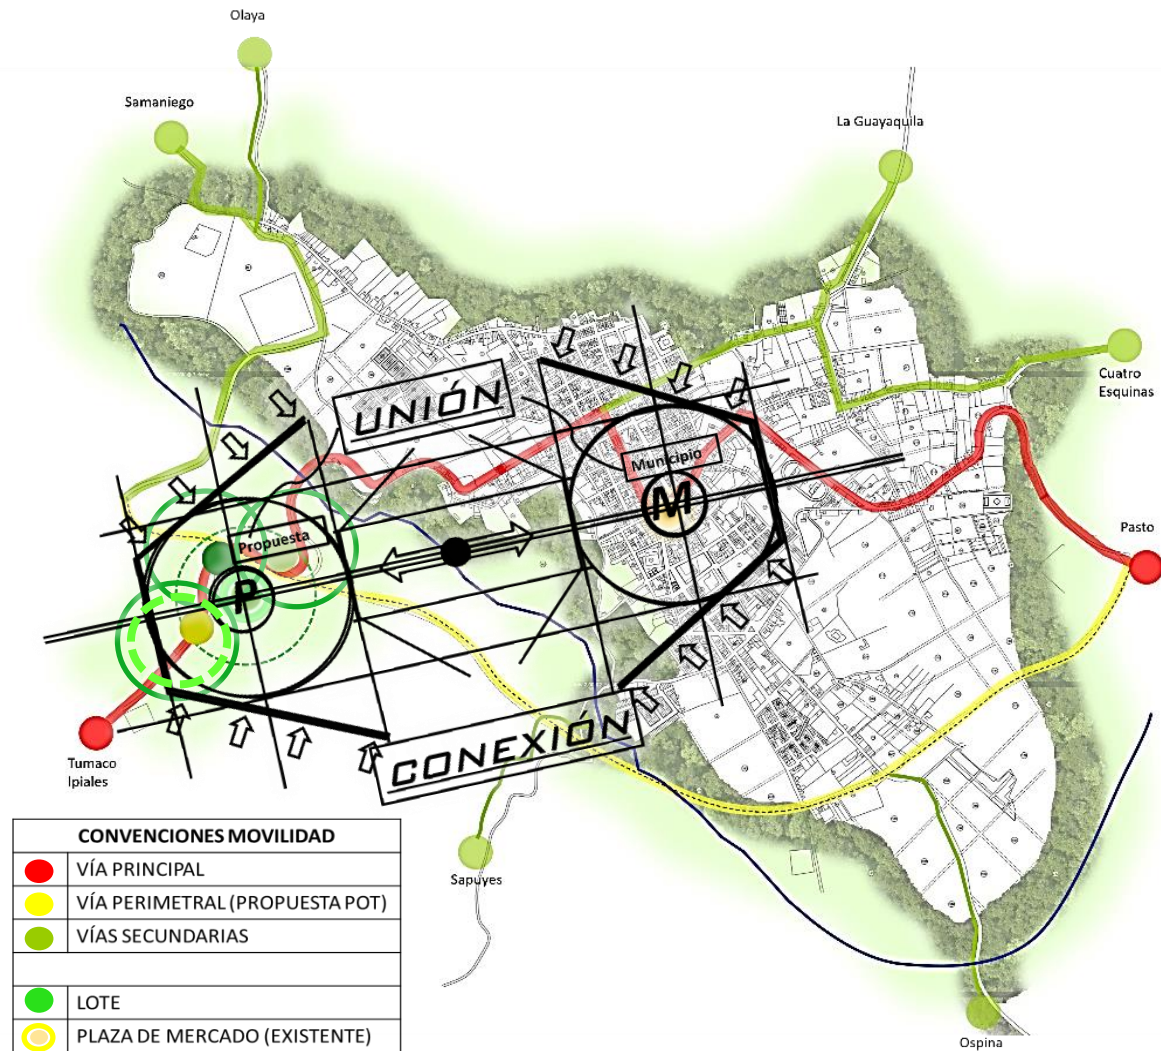 Olaya
Samaniego
La Guayaquila
Cuatro
Esquinas
UNIÓN
Municipio
M
Pasto
Propuesta
P
CONEXIÓN
Tumaco
Ipiales
Sapuyes
Ospina
CONVENCIONES MOVILIDAD
VÍA PRINCIPAL
VÍA PERIMETRAL (PROPUESTA POT)
VÍAS SECUNDARIAS
LOTE
PLAZA DE MERCADO (EXISTENTE)